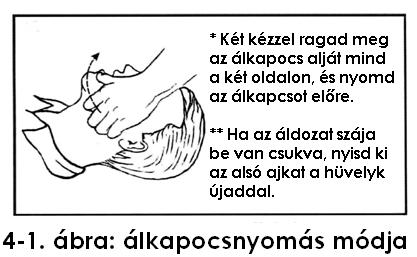 * Két kézzel ragad meg
az álkapocs alját mind
a két oldalon, és nyomd
az álkapcsot előre.
** Ha az áldozat szája
be van csukva, nyisd ki
az alsó ajkat a hüvelyk
újaddal.
4-1. ábra: álkapocsnyomás módja